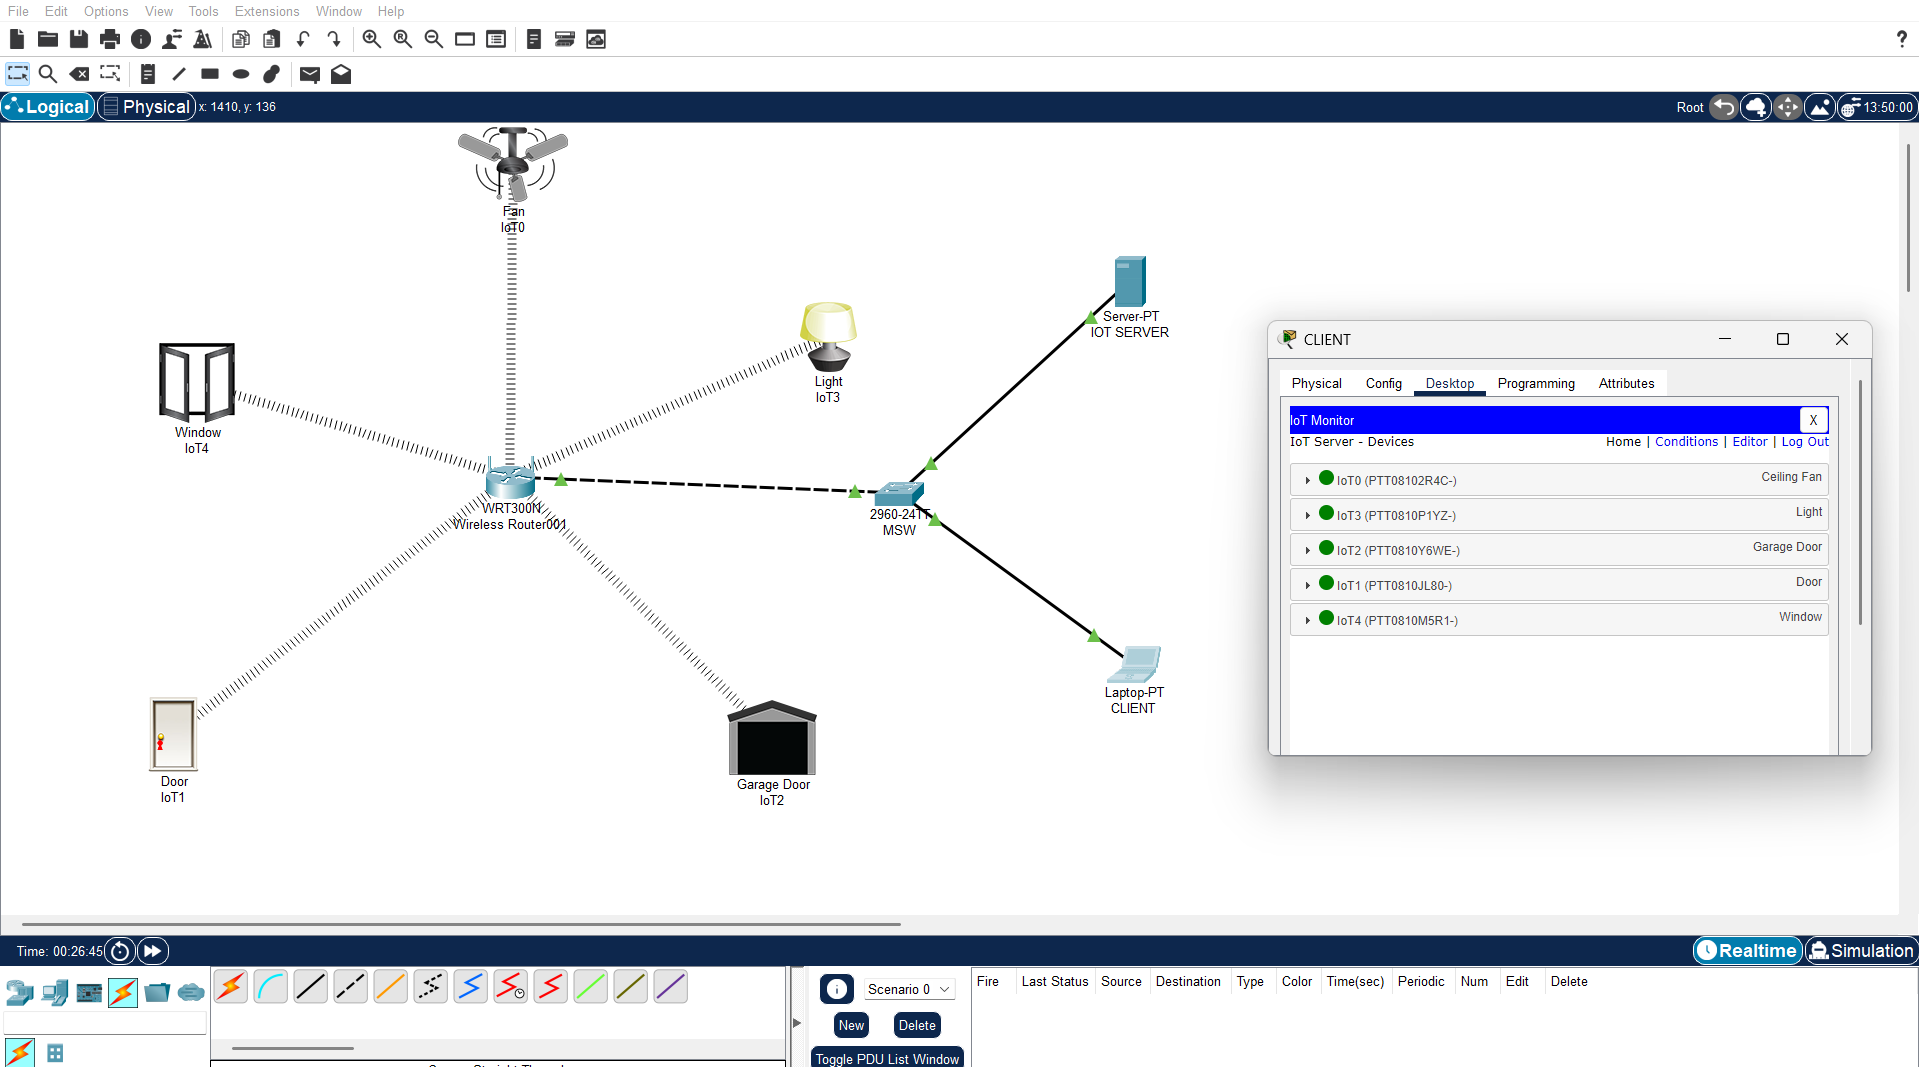 File Edit Options View Tools Extensions Window Help
?
Logical Physical x: 1410, y: 136 Root 13:50:00
Fan
IoT0
Light
IoT3
Window
IoT4
Server-PT
IOT SERVER
WRT300N
Wireless Router001
2960-24TT
MSW
Laptop-PT
CLIENT
Door
IoT1
Garage Door
IoT2
CLIENT
Physical Config Desktop Programming Attributes
IoT Monitor X
IoT Server - Devices Home | Conditions | Editor | Log Out
IoT0 (PTT08102R4C-) Ceiling Fan
IoT3 (PTT0810P1YZ-) Light
IoT2 (PTT0810Y6WE-) Garage Door
IoT1 (PTT0810JL80-) Door
IoT4 (PTT0810M5R1-) Window
Time: 00:26:45 Realtime Simulation
Scenario 0
New Delete
Toggle PDU List Window
Fire Last Status Source Destination Type Color Time(sec) Periodic Num Edit Delete